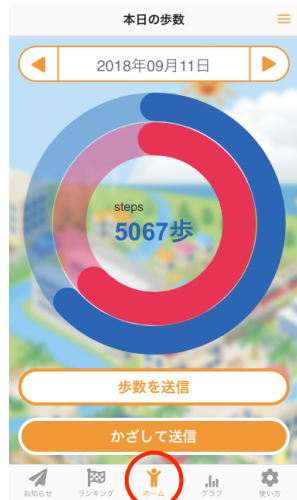 本日の歩数
2018年09月11日
steps
5067歩
歩数を送信
かざして送信
お知らせ ランキング ホーム グラフ 使い方